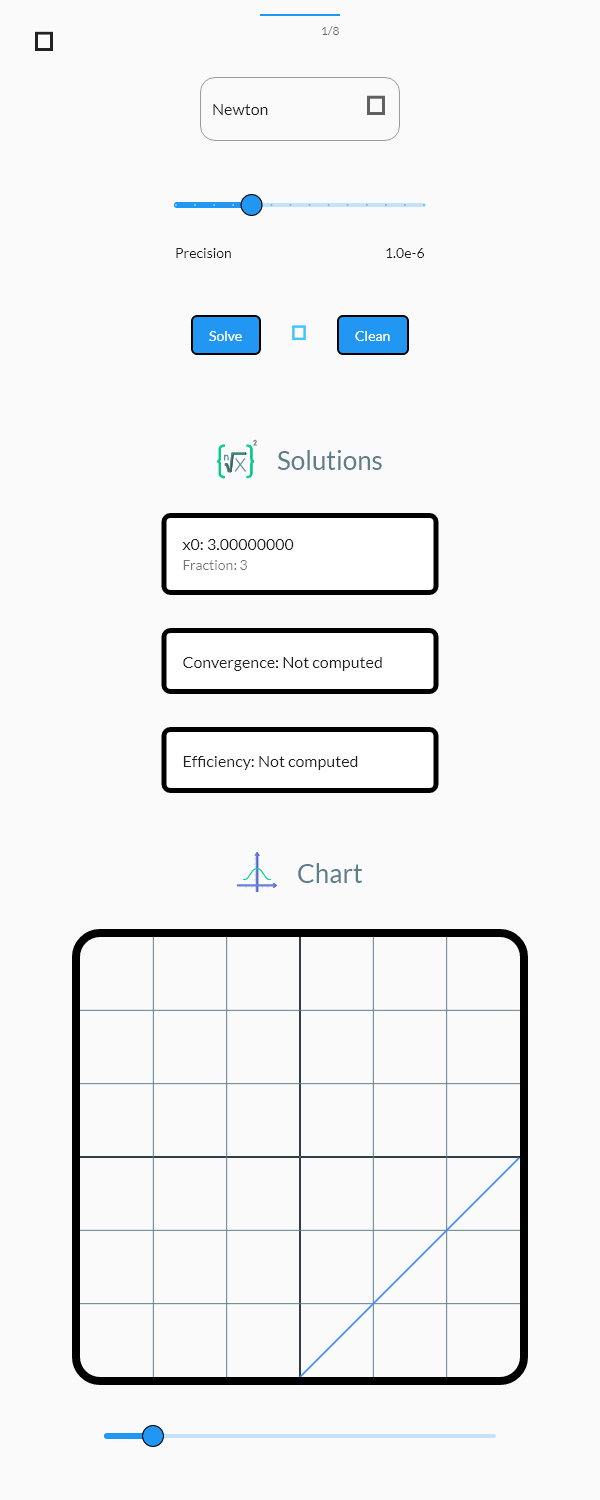 1/8
Newton
Precision 1.0e-6
Solve Clean
Solutions
x0: 3.00000000
Fraction: 3
Convergence: Not computed
Efficiency: Not computed
Chart